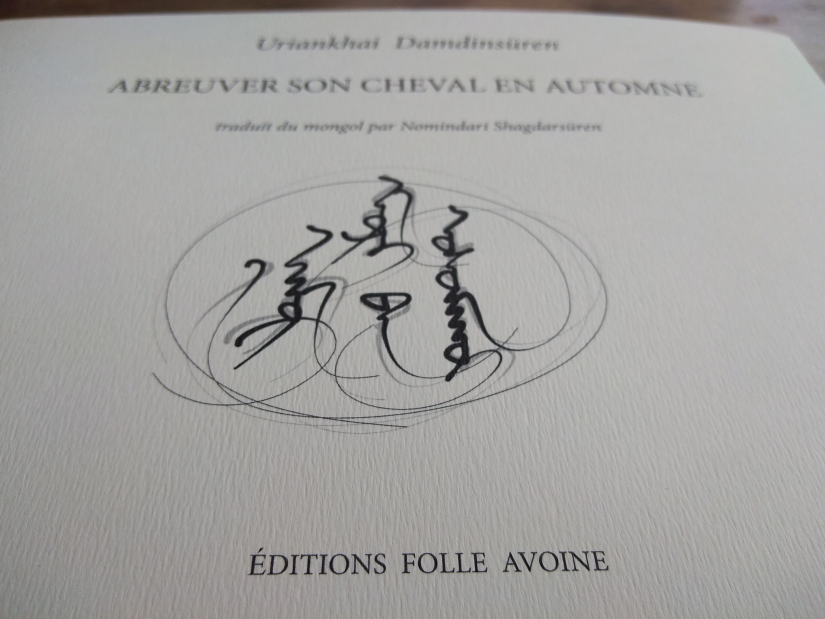 Uriankhai Damdinsüren
ABREUVER SON CHEVAL EN AUTOMNE
traduit du mongol par Nomindari Shagdarsüren
ÉDITIONS FOLLE AVOINE